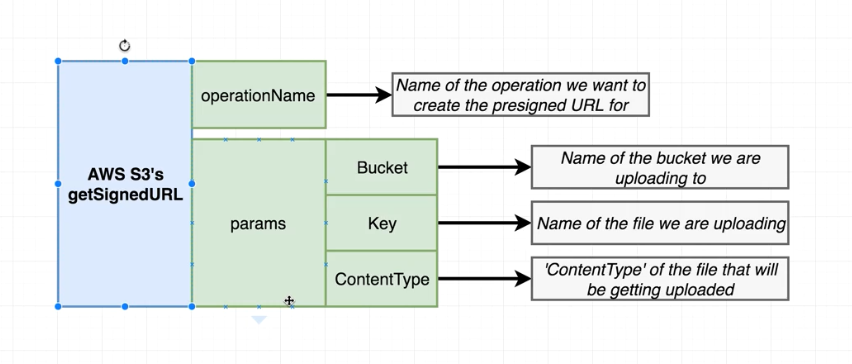 operationName
Name of the operation we want to
create the presigned URL for
AWS S3's
getSignedURL
params
Bucket
Name of the bucket we are
uploading to
Key
Name of the file we are uploading
ContentType
'ContentType' of the file that will
be getting uploaded